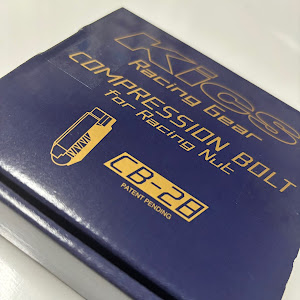 Kics
Racing Gear
COMPRESSION BOLT
for Racing Nut
CB-28
PATENT PENDING